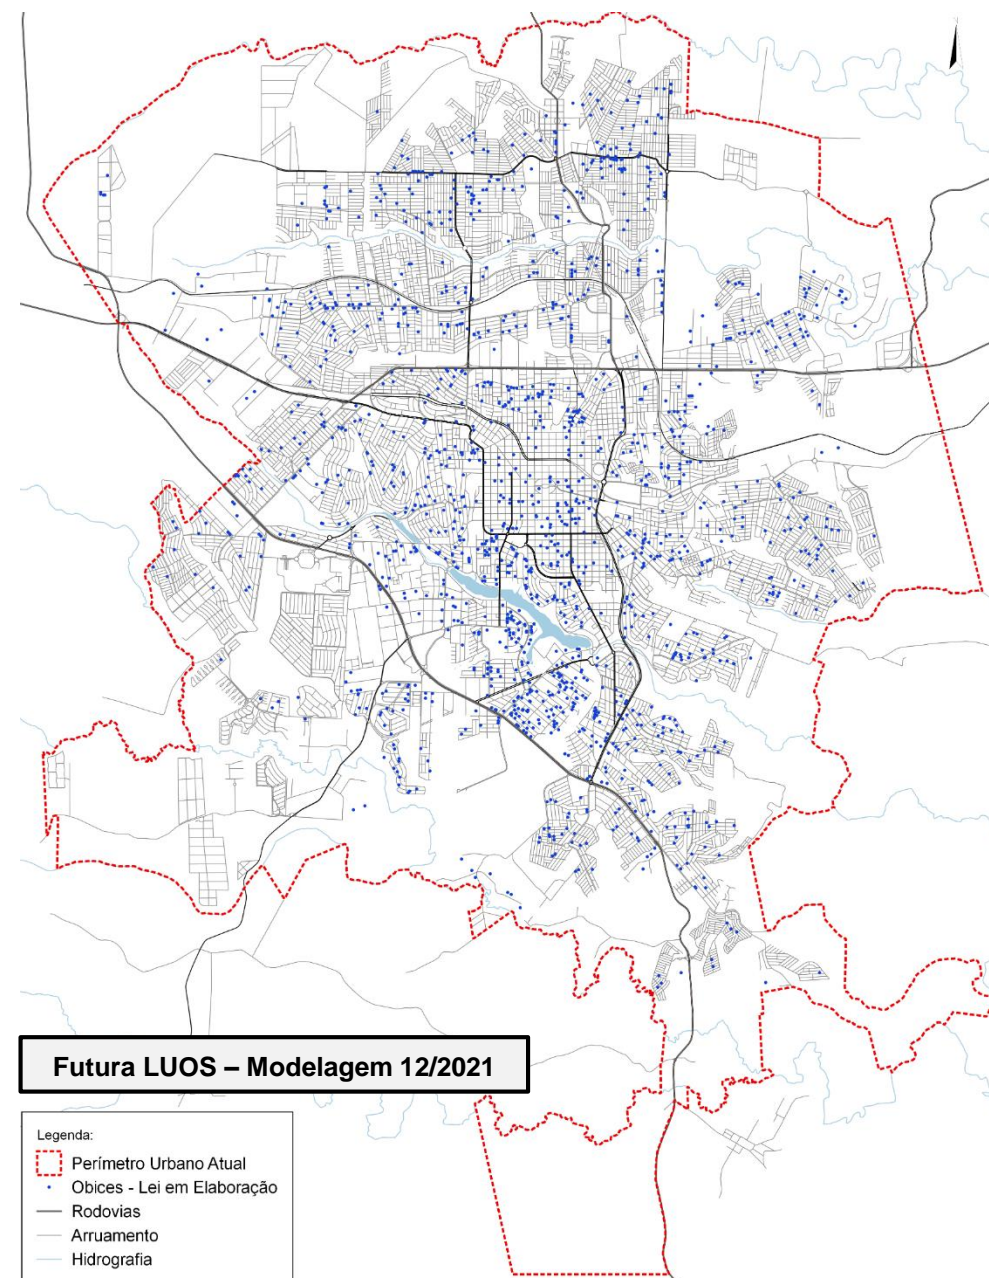 Futura LUOS – Modelagem 12/2021
Legenda:
Perímetro Urbano Atual
Obices - Lei em Elaboração
Rodovias
Arruamento
Hidrografia